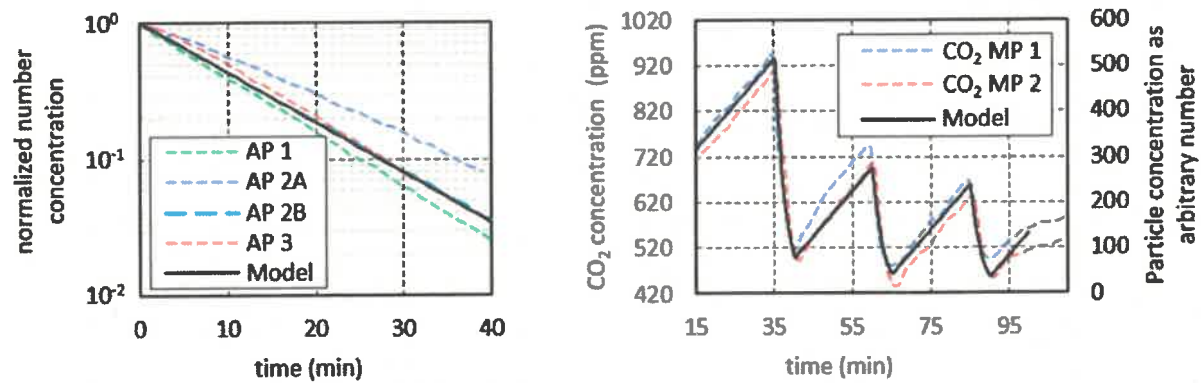 normalized number
concentration
10⁰
10⁻¹
10⁻²
AP 1
AP 2A
AP 2B
AP 3
Model
0
10
20
30
40
time (min)
CO₂ concentration (ppm)
1020
920
820
720
620
520
420
CO₂ MP 1
CO₂ MP 2
Model
15
35
55
75
95
time (min)
600
500
400
300
200
100
0
Particle concentration as
arbitrary number